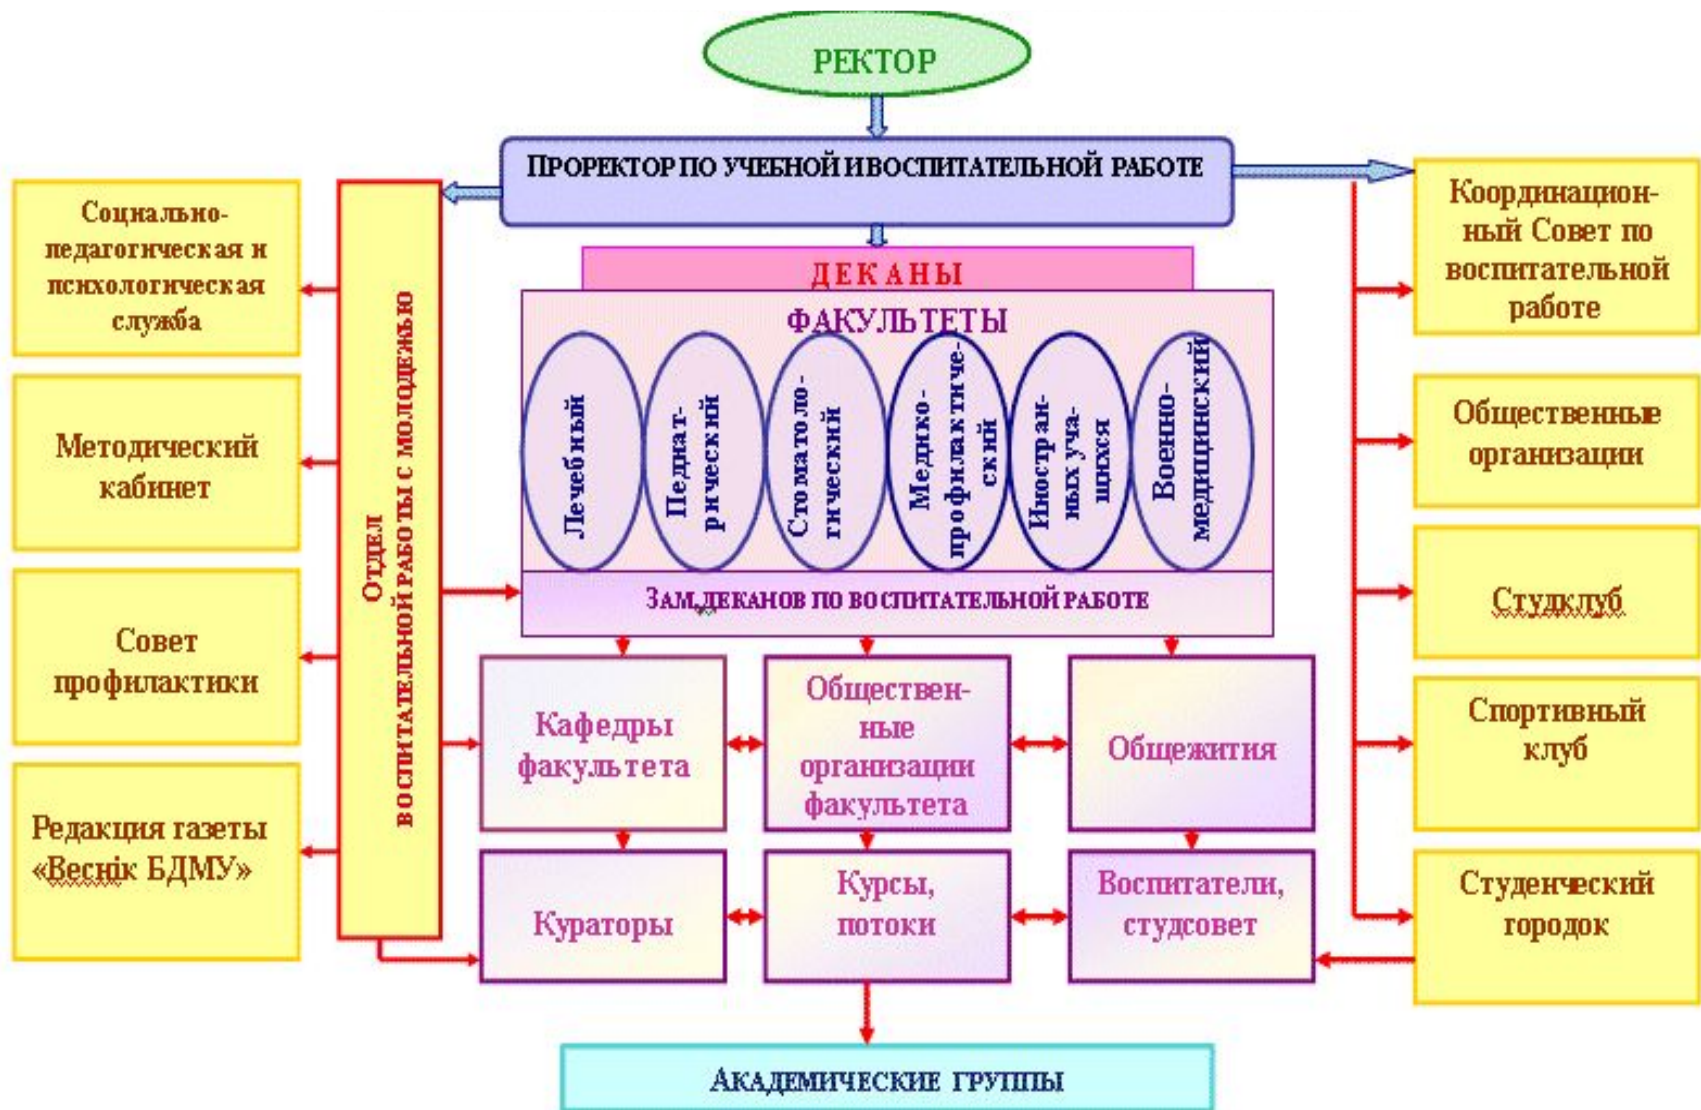 РЕКТОР
ПРОРЕКТОР ПО УЧЕБНОЙ И ВОСПИТАТЕЛЬНОЙ РАБОТЕ
Социально-
педагогическая и
психологическая
служба
Методический
кабинет
Совет
профилактики
Редакция газеты
«Веснік БДМУ»
ОТДЕЛ
ВОСПИТАТЕЛЬНОЙ РАБОТЫ С МОЛОДЕЖЬЮ
ДЕКАНЫ
ФАКУЛЬТЕТЫ
Лечебный
Педиат-
рический
Стоматоло-
гический
Медико-
профилактиче-
ский
Иностран-
ных уча-
щихся
Военно-
медицинский
ЗАМ.ДЕКАНОВ ПО ВОСПИТАТЕЛЬНОЙ РАБОТЕ
Кафедры
факультета
Обществен-
ные
организации
факультета
Общежития
Кураторы
Курсы,
потоки
Воспитатели,
студсовет
Координацион-
ный Совет по
воспитательной
работе
Общественные
организации
Студклуб
Спортивный
клуб
Студенческий
городок
АКАДЕМИЧЕСКИЕ ГРУППЫ